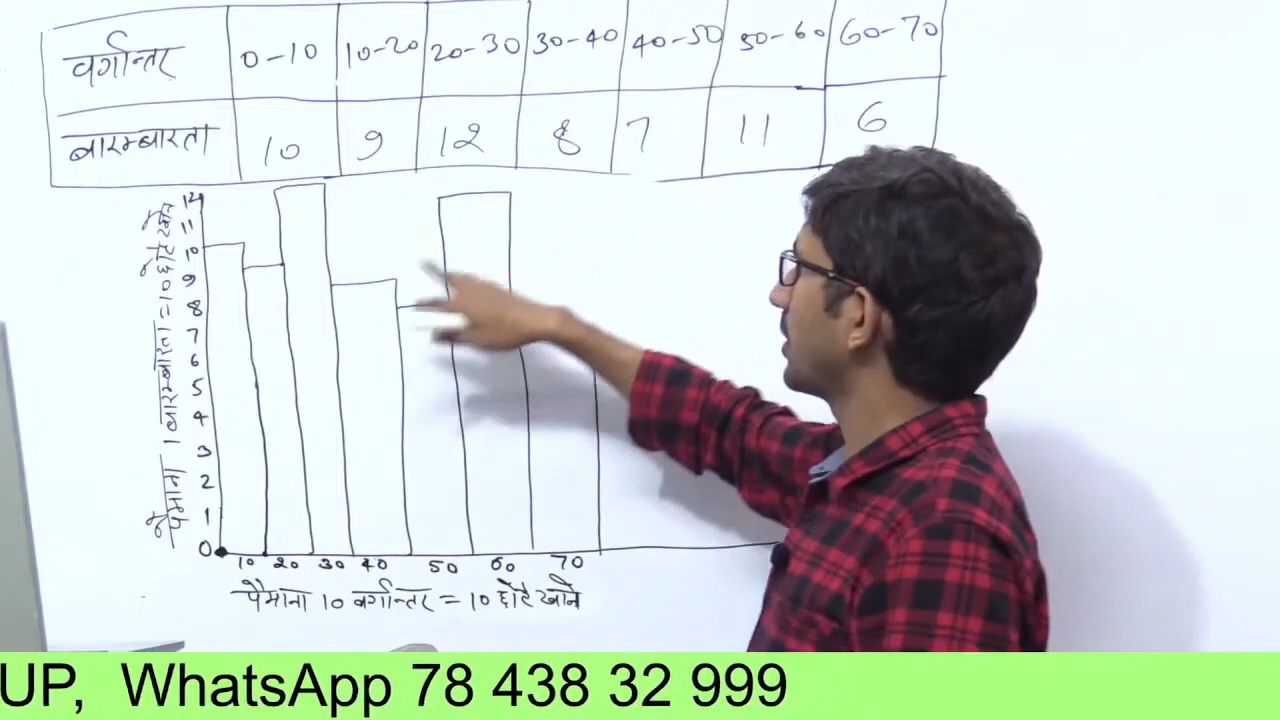 वर्गान्तर 0-10 10-20 20-30 30-40 40-50 50-60 60-70
बारम्बारता 10 9 12 8 7 11 6
12
11
10
9
8
7
6
5
4
3
2
1
0
पैमाना 1 बारम्बारता = 10 छोटे खाने
10 20 30 40 50 60 70
पैमाना 10 वर्गान्तर = 10 छोटे खाने
UP, WhatsApp 78 438 32 999